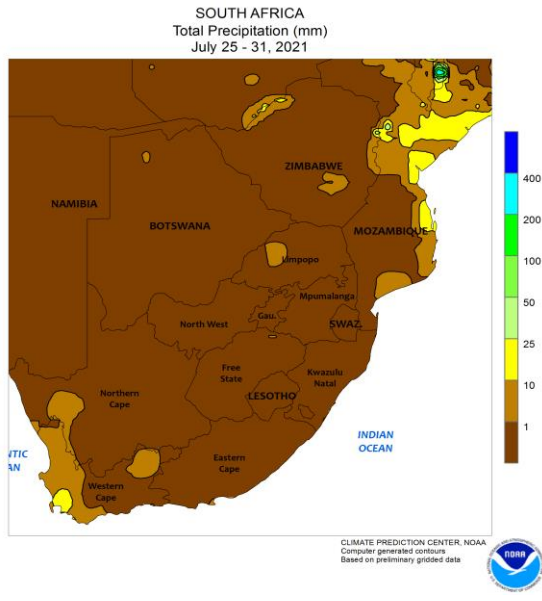 SOUTH AFRICA
Total Precipitation (mm)
July 25 - 31, 2021
ZIMBABWE
NAMIBIA
BOTSWANA
MOZAMBIQUE
Limpopo
Mpumalanga
North West
Gau.
SWAZ.
Free
State
Kwazulu
Natal
Northern
Cape
LESOTHO
Eastern
Cape
Western
Cape
NTIC
AN
INDIAN
OCEAN
400
200
100
50
25
10
1
CLIMATE PREDICTION CENTER, NOAA
Computer generated contours
Based on preliminary gridded data
NOAA